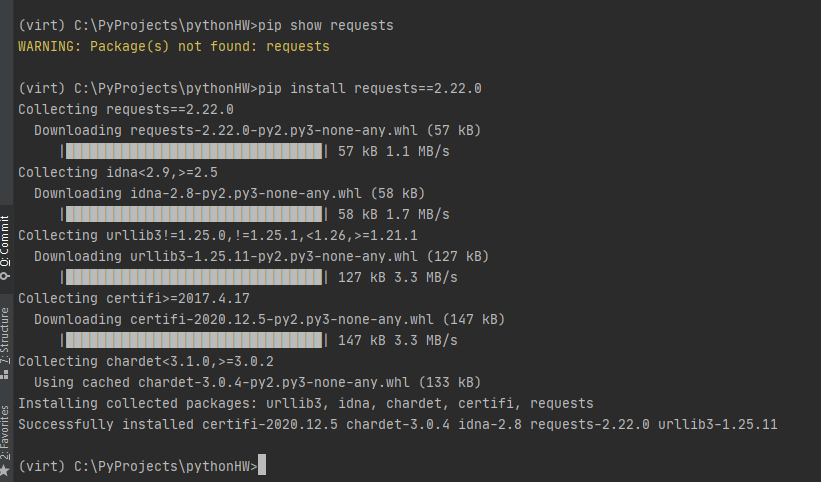 (virt) C:\PyProjects\pythonHW>pip show requests
WARNING: Package(s) not found: requests
(virt) C:\PyProjects\pythonHW>pip install requests==2.22.0
Collecting requests==2.22.0
Downloading requests-2.22.0-py2.py3-none-any.whl (57 kB)
|████████████████████████████████| 57 kB 1.1 MB/s
Collecting idna<2.9,>=2.5
Downloading idna-2.8-py2.py3-none-any.whl (58 kB)
|████████████████████████████████| 58 kB 1.7 MB/s
Collecting urllib3!=1.25.0,!=1.25.1,<1.26,>=1.21.1
Downloading urllib3-1.25.11-py2.py3-none-any.whl (127 kB)
|████████████████████████████████| 127 kB 3.3 MB/s
Collecting certifi>=2017.4.17
Downloading certifi-2020.12.5-py2.py3-none-any.whl (147 kB)
|████████████████████████████████| 147 kB 3.3 MB/s
Collecting chardet<3.1.0,>=3.0.2
Using cached chardet-3.0.4-py2.py3-none-any.whl (133 kB)
Installing collected packages: urllib3, idna, chardet, certifi, requests
Successfully installed certifi-2020.12.5 chardet-3.0.4 idna-2.8 requests-2.22.0 urllib3-1.25.11
(virt) C:\PyProjects\pythonHW>
0: Commit
7: Structure
2: Favorites